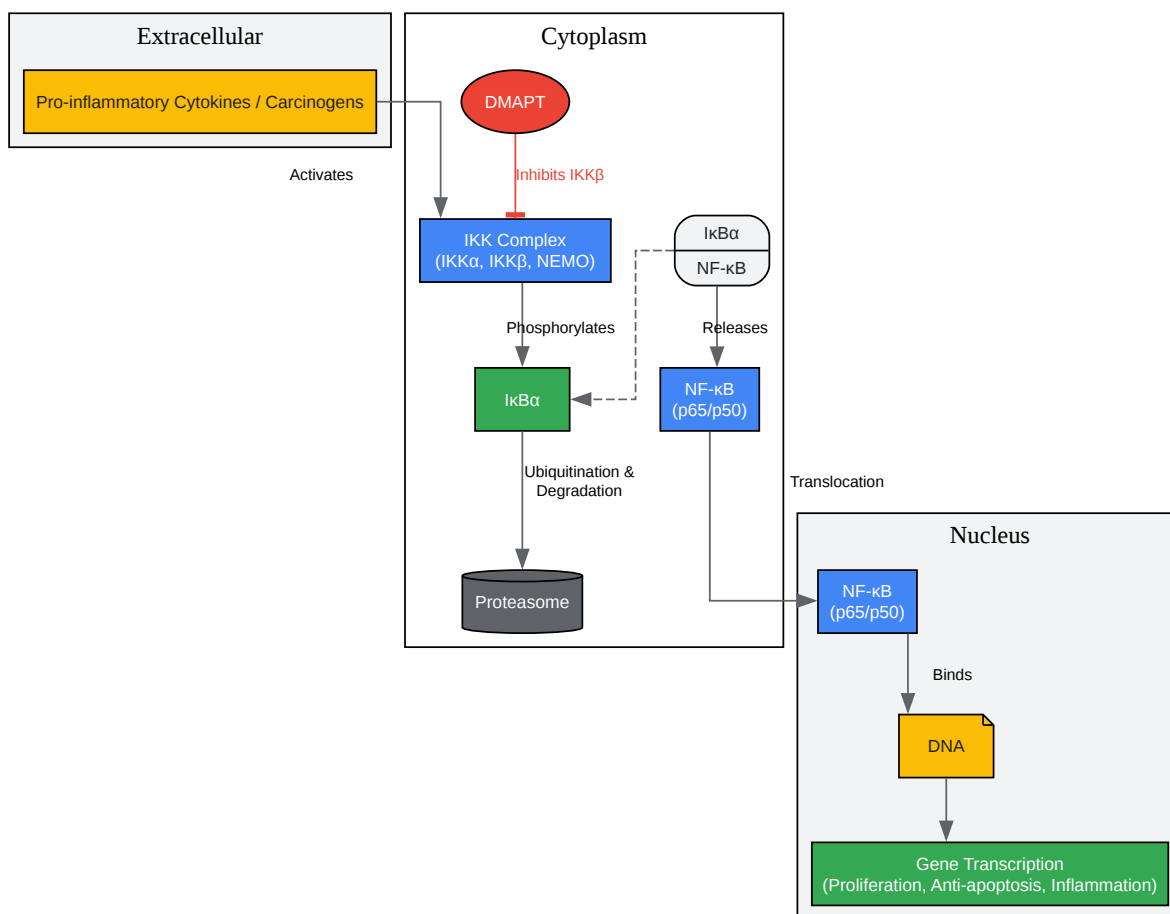 Extracellular
Pro-inflammatory Cytokines / Carcinogens
Activates
Cytoplasm
DMAPT
Inhibits IKKβ
IKK Complex
(IKKα, IKKβ, NEMO)
IκBα
NF-κB
Phosphorylates
Releases
IκBα
NF-κB
(p65/p50)
Ubiquitination &
Degradation
Proteasome
Translocation
Nucleus
NF-κB
(p65/p50)
Binds
DNA
Gene Transcription
(Proliferation, Anti-apoptosis, Inflammation)